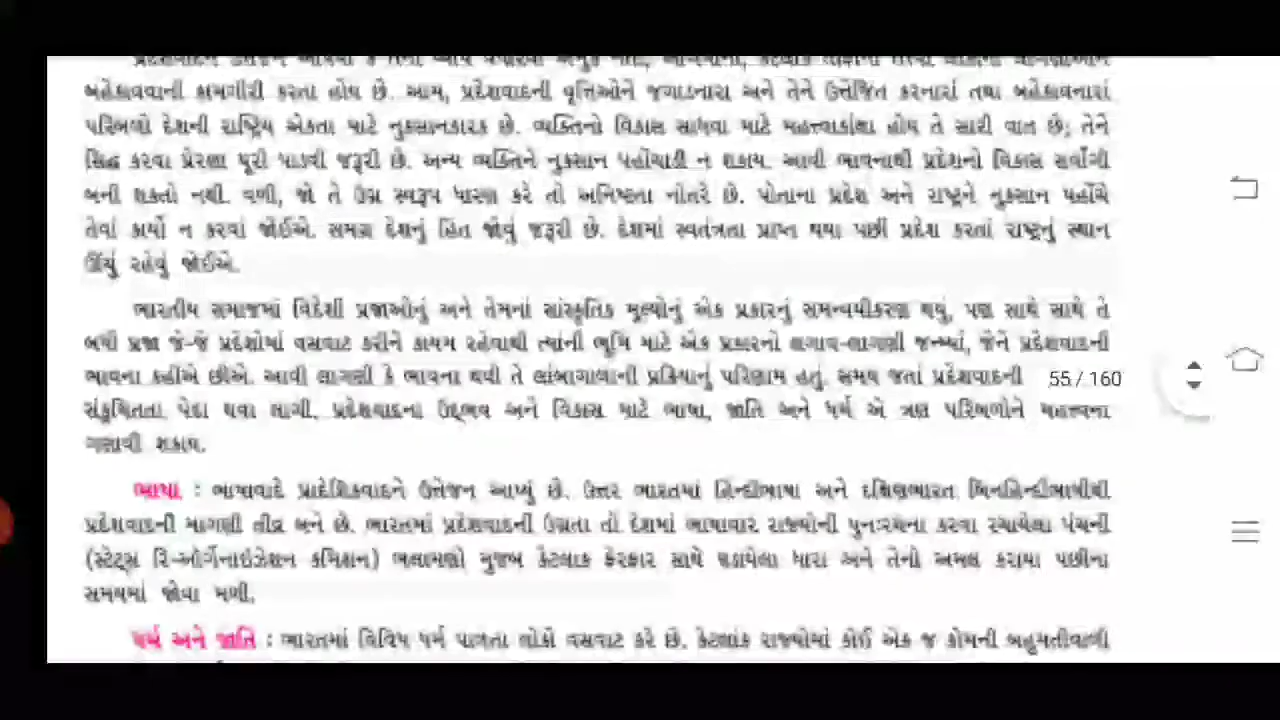 બહેકાવવાની કામગીરી કરતા હોય છે. આમ, પ્રદેશવાદની વૃત્તિઓને જગાડનારા અને તેને ઉત્તેજિત કરનારાં તથા બહેકાવનારાં
પરિબળો દેશની રાષ્ટ્રિય એકતા માટે નુકસાનકારક છે. વ્યક્તિનો વિકાસ સાધવા માટે મહત્ત્વાકાંક્ષા હોય તે સારી વાત છે; તેને
સિદ્ધ કરવા પ્રેરણા પૂરી પાડવી જરૂરી છે. અન્ય વ્યક્તિને નુકસાન પહોંચાડી ન શકાય. આવી ભાવનાથી પ્રદેશનો વિકાસ સર્વાંગી
બની શકતો નથી. વળી, જો તે ઉગ્ર સ્વરૂપ ધારણ કરે તો અનિષ્ટતા નોતરે છે. પોતાના પ્રદેશ અને રાષ્ટ્રને નુકસાન પહોંચે
તેવાં કાર્યો ન કરવાં જોઈએ. સમગ્ર દેશનું હિત જોવું જરૂરી છે. દેશમાં સ્વતંત્રતા પ્રાપ્ત થયા પછી પ્રદેશ કરતાં રાષ્ટ્રનું સ્થાન
ઊંચું રહેવું જોઈએ.
ભારતીય સમાજમાં વિદેશી પ્રજાઓનું અને તેમનાં સાંસ્કૃતિક મૂલ્યોનું એક પ્રકારનું સમન્વયીકરણ થયું, પણ સાથે સાથે તે
બધી પ્રજા જે-જે પ્રદેશોમાં વસવાટ કરીને કાયમ રહેવાથી ત્યાંની ભૂમિ માટે એક પ્રકારનો લગાવ-લાગણી જન્મ્યાં, જેને પ્રદેશવાદની
ભાવના કહીએ છીએ. આવી લાગણી કે ભાવના થવી તે લાંબાગાળાની પ્રક્રિયાનું પરિણામ હતું. સમય જતાં પ્રદેશવાદની 55 / 160
સંકુચિતતા પેદા થવા લાગી. પ્રદેશવાદના ઉદ્ભવ અને વિકાસ માટે ભાષા, જાતિ અને ધર્મ એ ત્રણ પરિબળોને મહત્ત્વના
ગણાવી શકાય.
ભાષા : ભાષાવાદે પ્રાદેશિકવાદને ઉત્તેજન આપ્યું છે. ઉત્તર ભારતમાં હિન્દીભાષા અને દક્ષિણભારત બિનહિન્દીભાષીથી
પ્રદેશવાદની માગણી તીવ્ર બને છે. ભારતમાં પ્રદેશવાદની ઉગ્રતા તો દેશમાં ભાષાવાર રાજ્યોની પુનઃરચના કરવા રચાયેલા પંચની
(સ્ટેટ્સ રિ-ઓર્ગેનાઇઝેશન કમિશન) ભલામણો મુજબ કેટલાક ફેરફાર સાથે ઘડાયેલા ધારા અને તેનો અમલ કરાયા પછીના
સમયમાં જોવા મળી.
ધર્મ અને જાતિ : ભારતમાં વિવિધ ધર્મ પાળતા લોકો વસવાટ કરે છે. કેટલાંક રાજ્યોમાં કોઈ એક જ કોમની બહુમતીવાળી